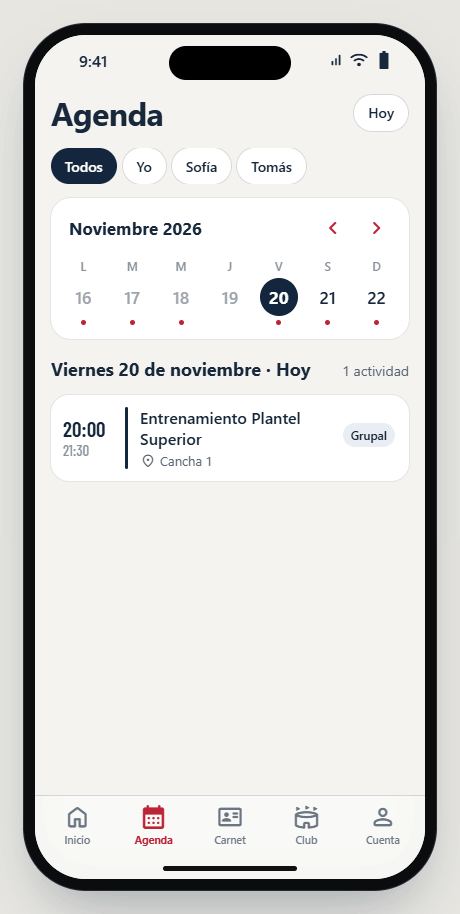 9:41
Agenda
Hoy
Todos
Yo
Sofía
Tomás
Noviembre 2026
L M M J V S D
16 17 18 19 20 21 22
Viernes 20 de noviembre · Hoy
1 actividad
20:00
21:30
Entrenamiento Plantel
Superior
Cancha 1
Grupal
Inicio
Agenda
Carnet
Club
Cuenta